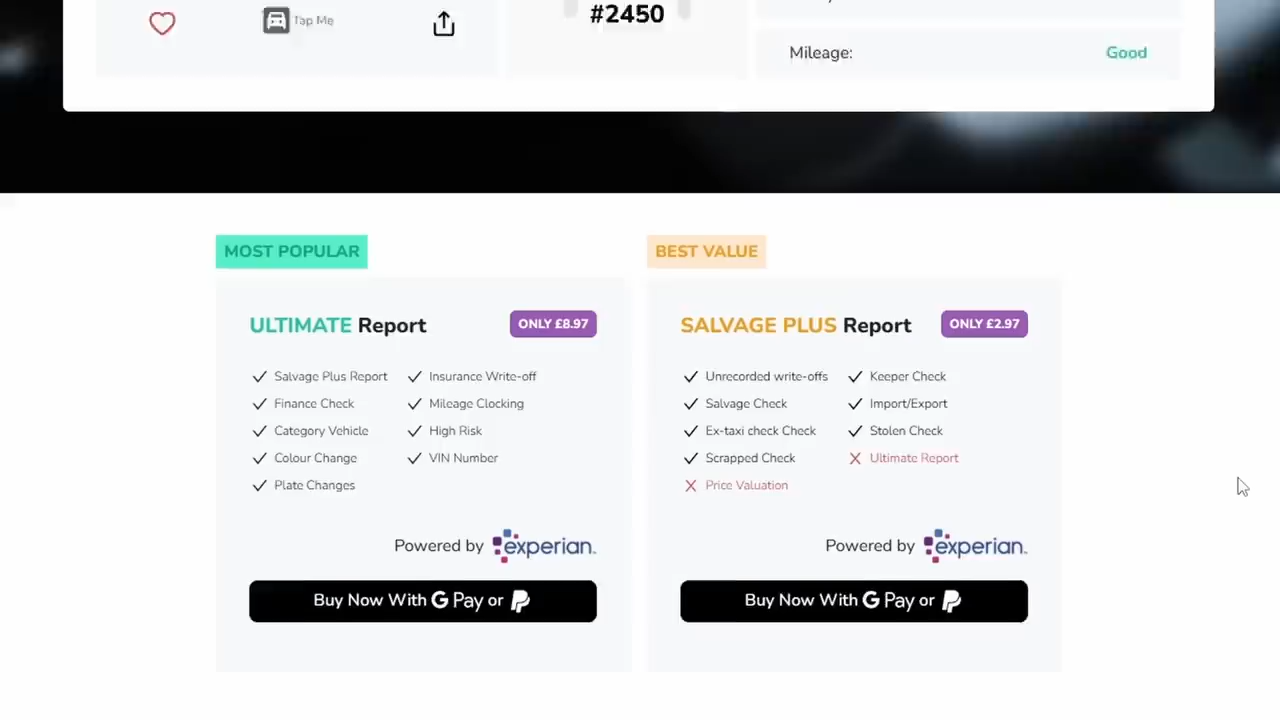 Tap Me
#2450
Mileage:
Good
MOST POPULAR
BEST VALUE
ULTIMATE Report
ONLY £8.97
Salvage Plus Report
Insurance Write-off
Finance Check
Mileage Clocking
Category Vehicle
High Risk
Colour Change
VIN Number
Plate Changes
Powered by experian.
Buy Now With G Pay or
SALVAGE PLUS Report
ONLY £2.97
Unrecorded write-offs
Keeper Check
Salvage Check
Import/Export
Ex-taxi check Check
Stolen Check
Scrapped Check
Ultimate Report
Price Valuation
Powered by experian.
Buy Now With G Pay or